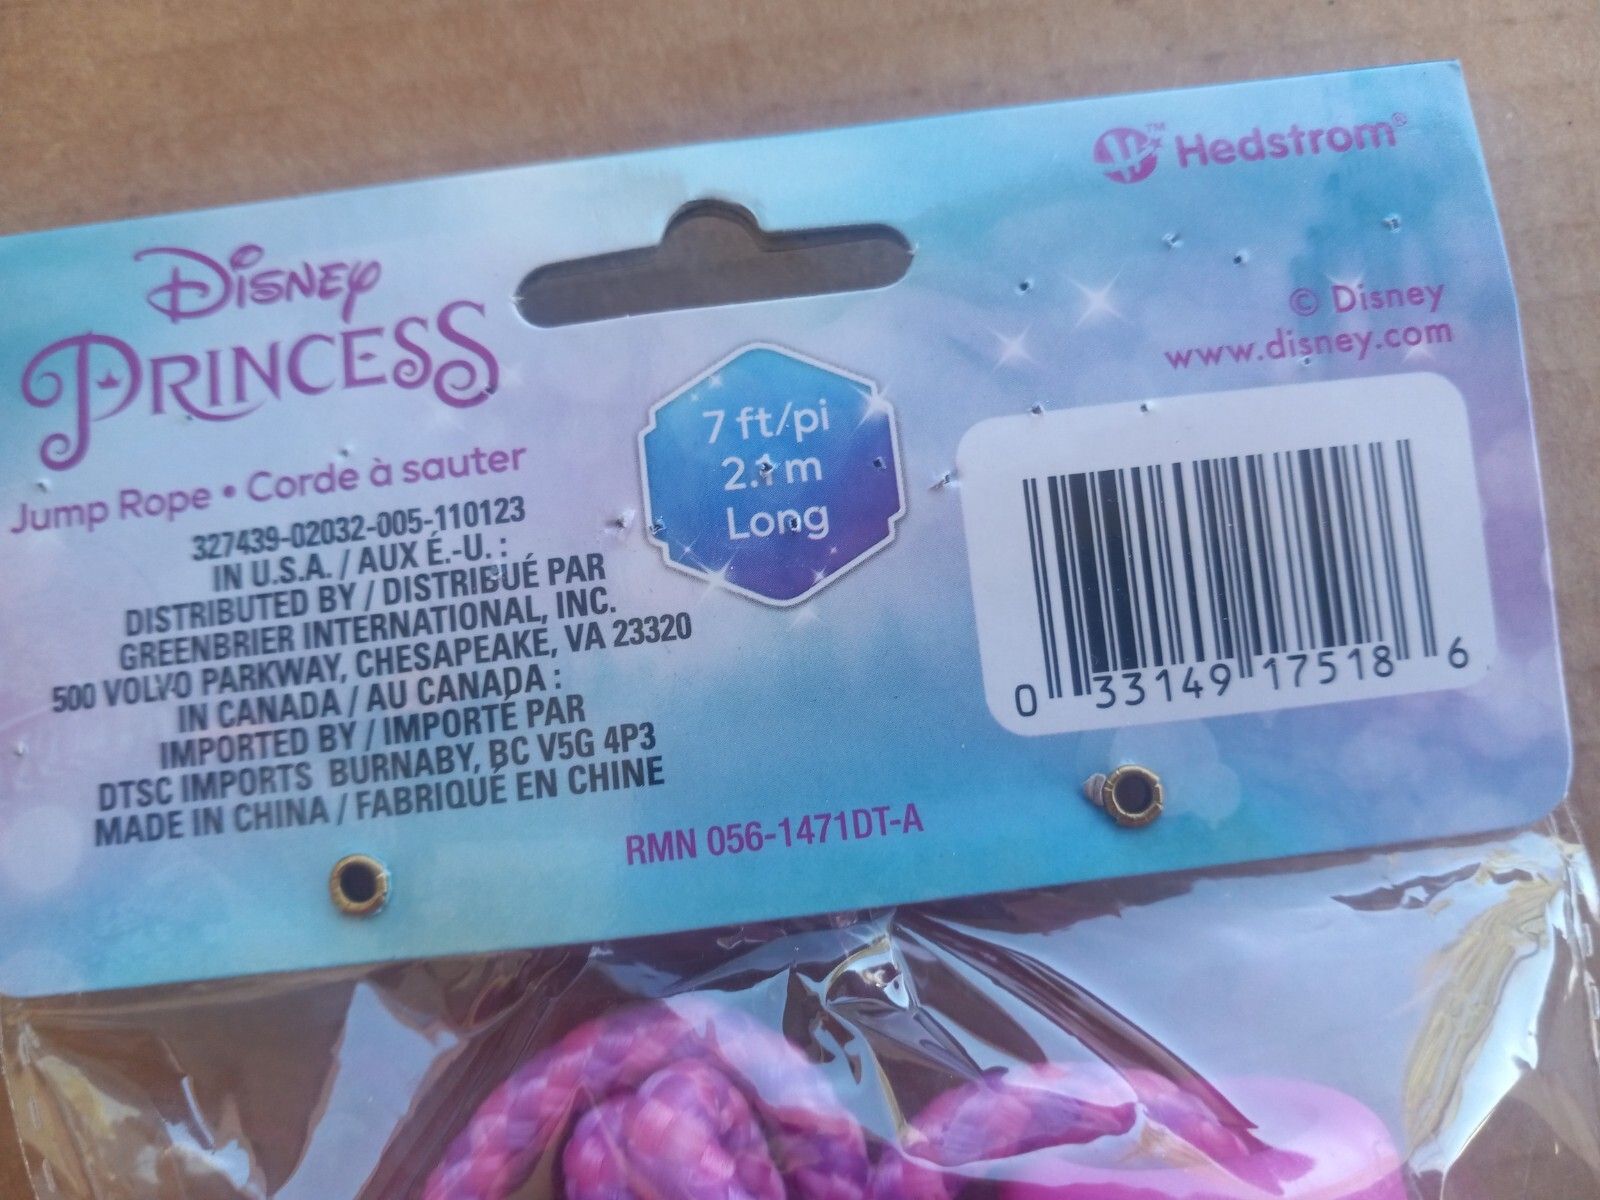 Hedstrom®
Disney
PRINCESS
Jump Rope • Corde à sauter
327439-02032-005-110123
IN U.S.A. / AUX É.-U. :
DISTRIBUTED BY / DISTRIBUÉ PAR
GREENBRIER INTERNATIONAL, INC.
500 VOLVO PARKWAY, CHESAPEAKE, VA 23320
IN CANADA / AU CANADA :
IMPORTED BY / IMPORTÉ PAR
DTSC IMPORTS BURNABY, BC V5G 4P3
MADE IN CHINA / FABRIQUÉ EN CHINE
7 ft/pi
2.1 m
Long
© Disney
www.disney.com
0 33149 17518 6
RMN 056-1471DT-A